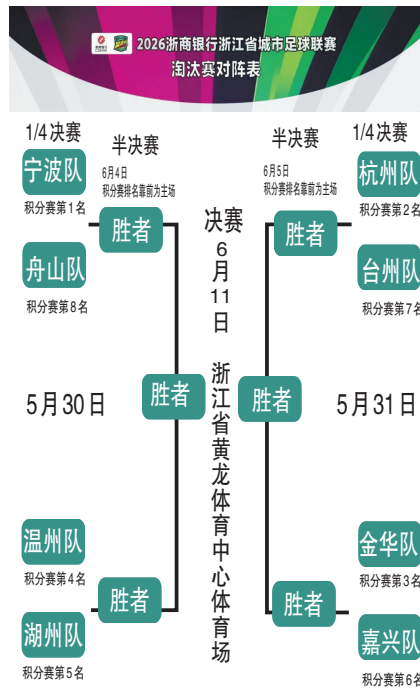 2026浙商银行浙江省城市足球联赛
淘汰赛对阵表
1/4决赛
宁波队
积分赛第1名
舟山队
积分赛第8名
5月30日
温州队
积分赛第4名
湖州队
积分赛第5名
半决赛
6月4日
积分赛排名靠前为主场
胜者
胜者
胜者
决赛
6月11日
浙江省黄龙体育中心体育场
半决赛
6月5日
积分赛排名靠前为主场
胜者
胜者
胜者
1/4决赛
杭州队
积分赛第2名
台州队
积分赛第7名
5月31日
金华队
积分赛第3名
嘉兴队
积分赛第6名